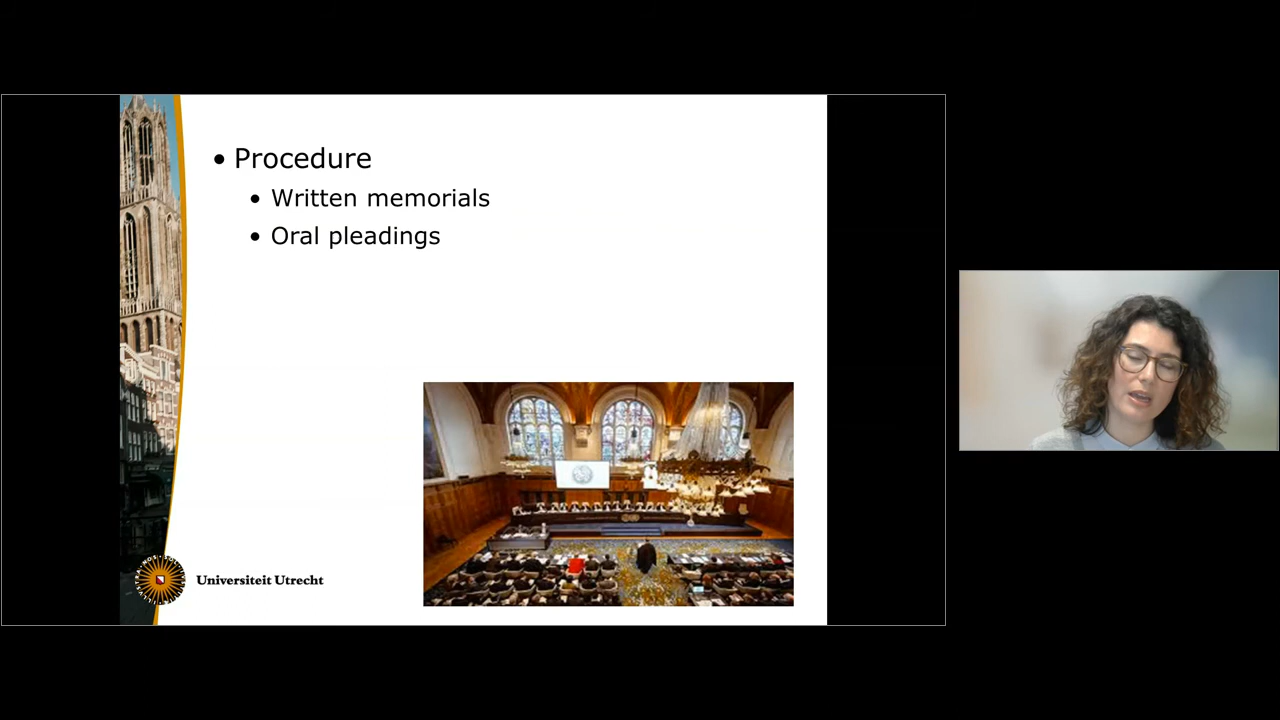 Procedure
Written memorials
Oral pleadings
Universiteit Utrecht